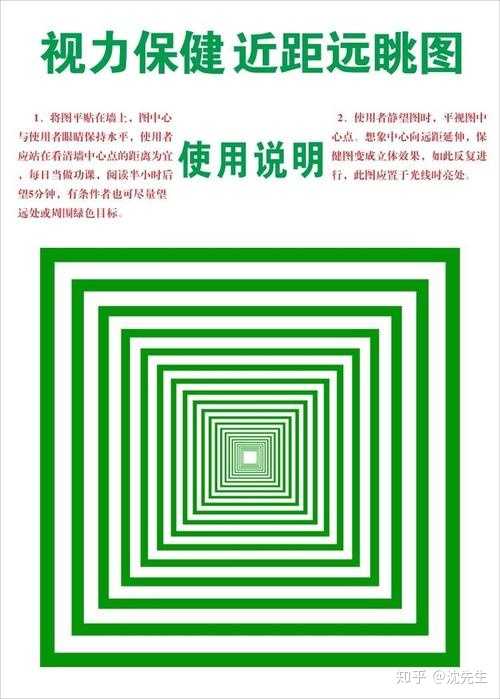 视力保健 近距远眺图
1、将图平贴在墙上，图中心
与使用者眼睛保持水平，使用者
应站在看清墙中心点的距离为宜
，每日当做功课，阅读半小时后
望5分钟，有条件者也可尽量望
远处或周围绿色目标。
使用说明
2、使用者静望图时，平视图中
心点。想象中心向远距延伸，保
健图变成立体效果，如此反复进
行，此图应置于光线时亮处。
知乎 @沈先生